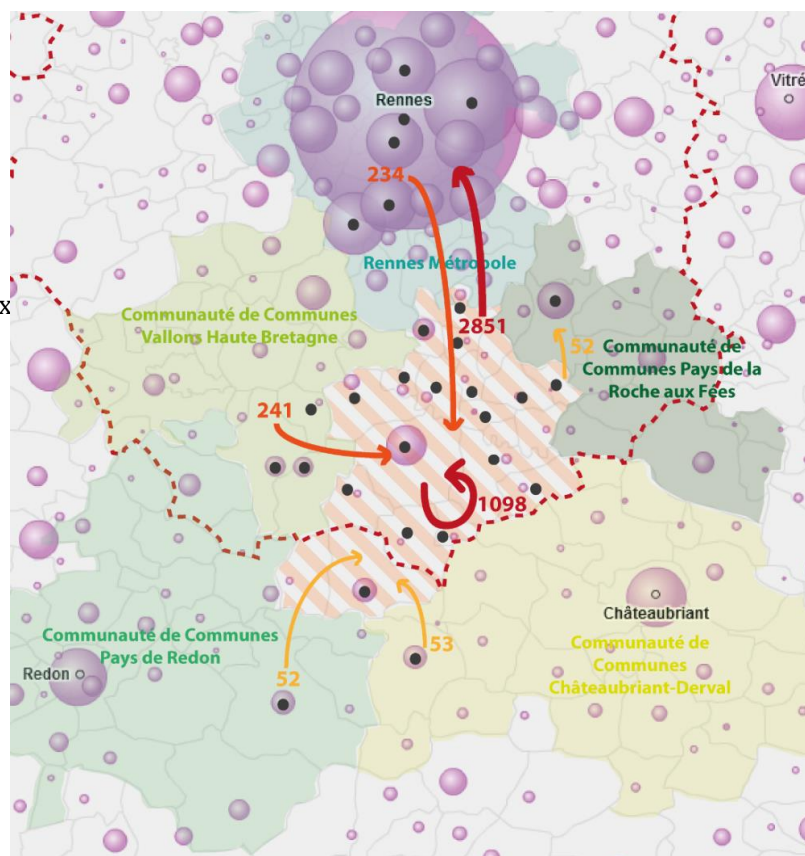 Vitré
Rennes
234
Rennes Métropole
x
Communauté de Communes
Vallons Haute Bretagne
2851
52
Communauté de
Communes Pays de la
Roche aux Fées
241
1098
Châteaubriant
Communauté de Communes
Pays de Redon
53
Communauté de
Communes
Châteaubriant-Derval
Redon
52